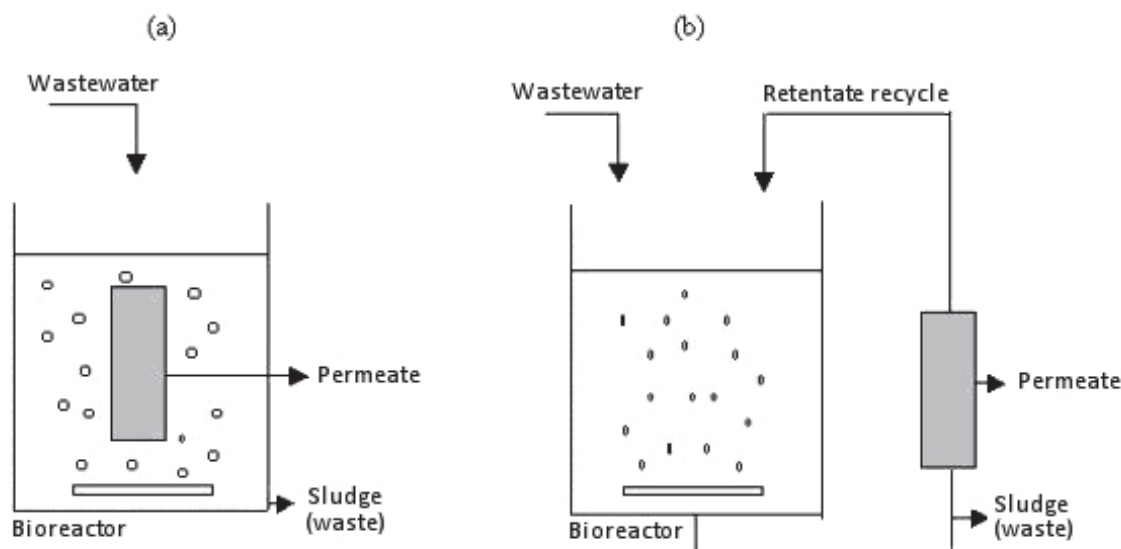 (a)
(b)
Wastewater
Wastewater
Retentate recycle
Permeate
Permeate
Sludge
(waste)
Sludge
(waste)
Bioreactor
Bioreactor